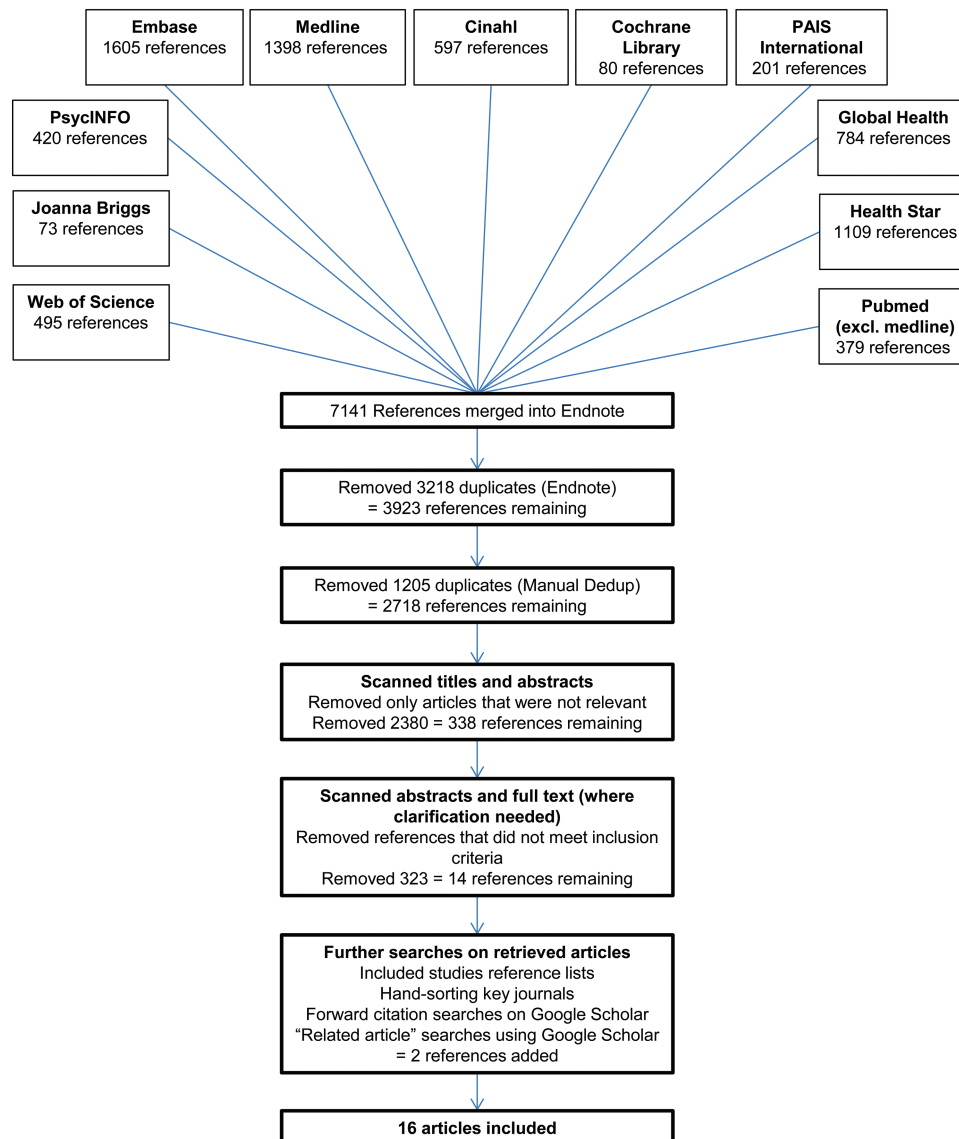 Embase
1605 references
Medline
1398 references
Cinahl
597 references
Cochrane
Library
80 references
PAIS
International
201 references
PsycINFO
420 references
Global Health
784 references
Joanna Briggs
73 references
Health Star
1109 references
Web of Science
495 references
Pubmed
(excl. medline)
379 references
7141 References merged into Endnote
Removed 3218 duplicates (Endnote)
= 3923 references remaining
Removed 1205 duplicates (Manual Dedup)
= 2718 references remaining
Scanned titles and abstracts
Removed only articles that were not relevant
Removed 2380 = 338 references remaining
Scanned abstracts and full text (where
clarification needed)
Removed references that did not meet inclusion
criteria
Removed 323 = 14 references remaining
Further searches on retrieved articles
Included studies reference lists
Hand-sorting key journals
Forward citation searches on Google Scholar
“Related article” searches using Google Scholar
= 2 references added
16 articles included